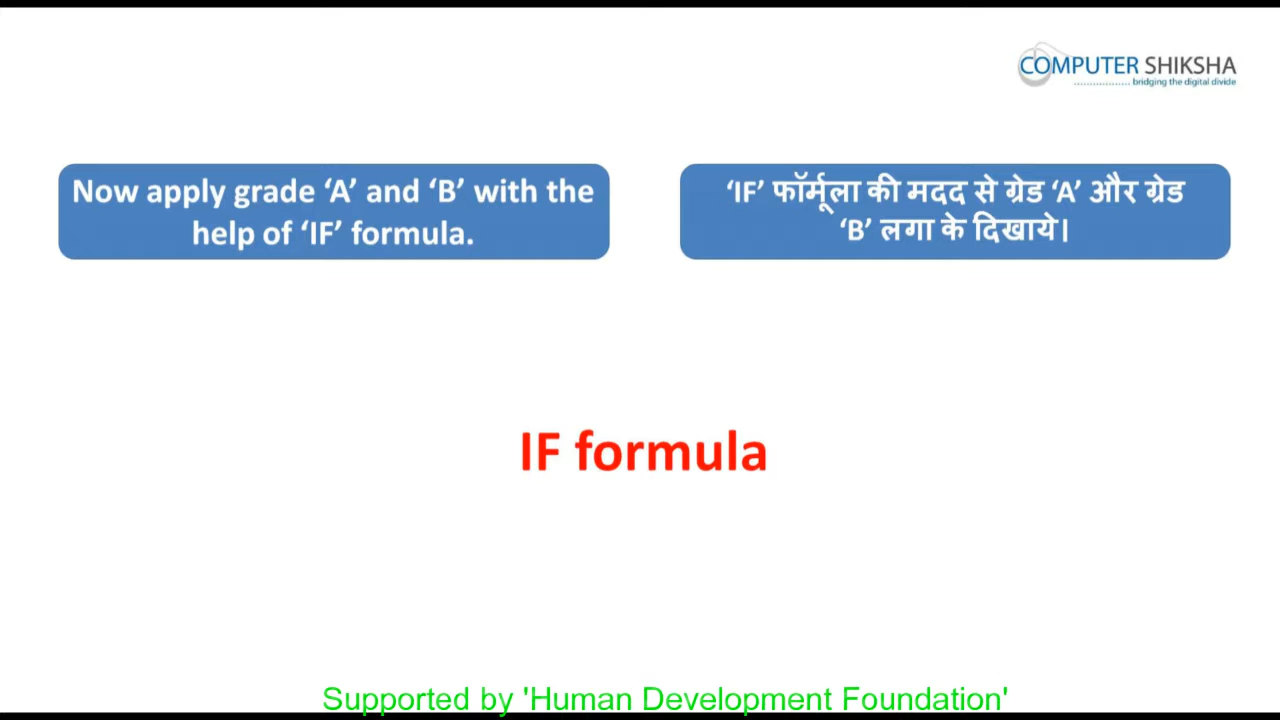 COMPUTER SHIKSHA
bridging the digital divide
Now apply grade ‘A’ and ‘B’ with the
help of ‘IF’ formula.
‘IF’ फॉर्मूला की मदद से ग्रेड ‘A’ और ग्रेड
‘B’ लगा के दिखाये।
IF formula
Supported by 'Human Development Foundation'